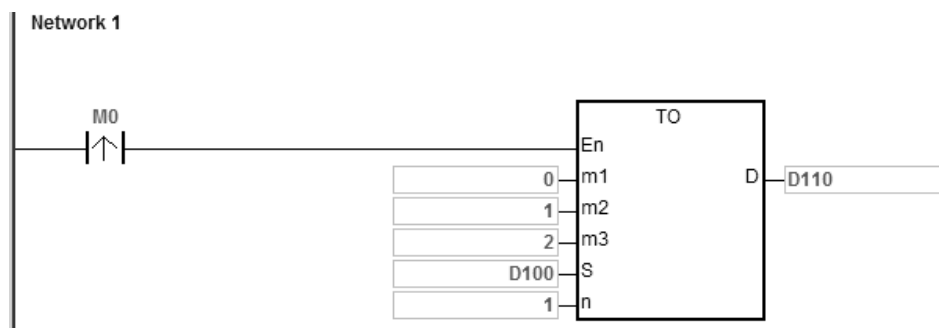 Network 1
M0
TO
En
0 m1 D D110
1 m2
2 m3
D100 S
1 n